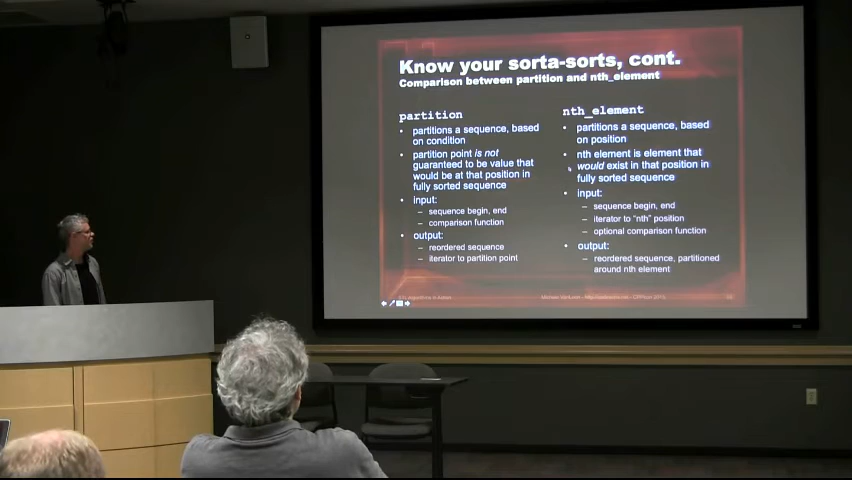 Know your sorta-sorts, cont.
Comparison between partition and nth_element
partition
• partitions a sequence, based
on condition
• partition point is not
guaranteed to be value that
would be at that position in
fully sorted sequence
• input:
– sequence begin, end
– comparison function
• output:
– reordered sequence
– iterator to partition point
nth_element
• partitions a sequence, based
on position
• nth element is element that
would exist in that position in
fully sorted sequence
• input:
– sequence begin, end
– iterator to “nth” position
– optional comparison function
• output:
– reordered sequence, partitioned
around nth element
STL Algorithms in Action